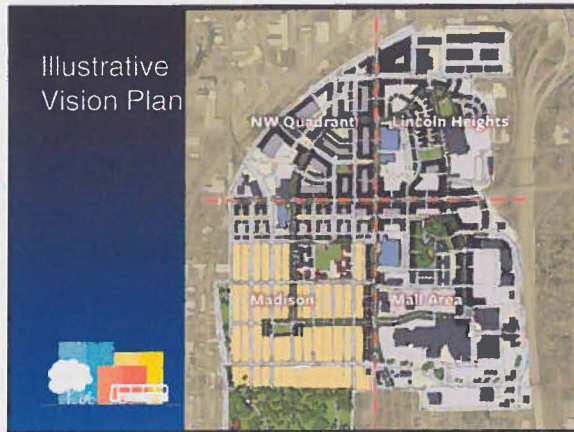 Illustrative
Vision Plan
NW Quadrant
Lincoln Heights
Madison
Mall Area